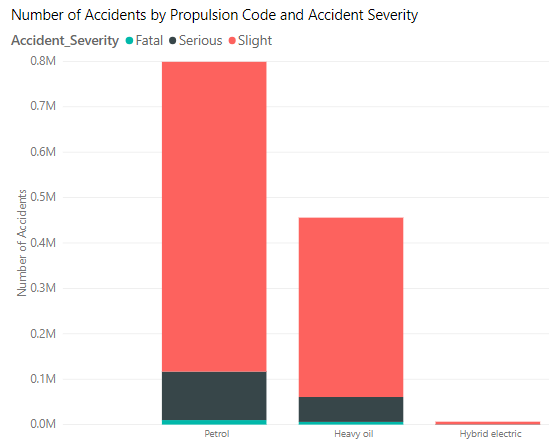 Number of Accidents by Propulsion Code and Accident Severity
Accident_Severity Fatal Serious Slight
0.8M
0.7M
0.6M
0.5M
0.4M
0.3M
0.2M
0.1M
0.0M
Number of Accidents
Petrol Heavy oil Hybrid electric